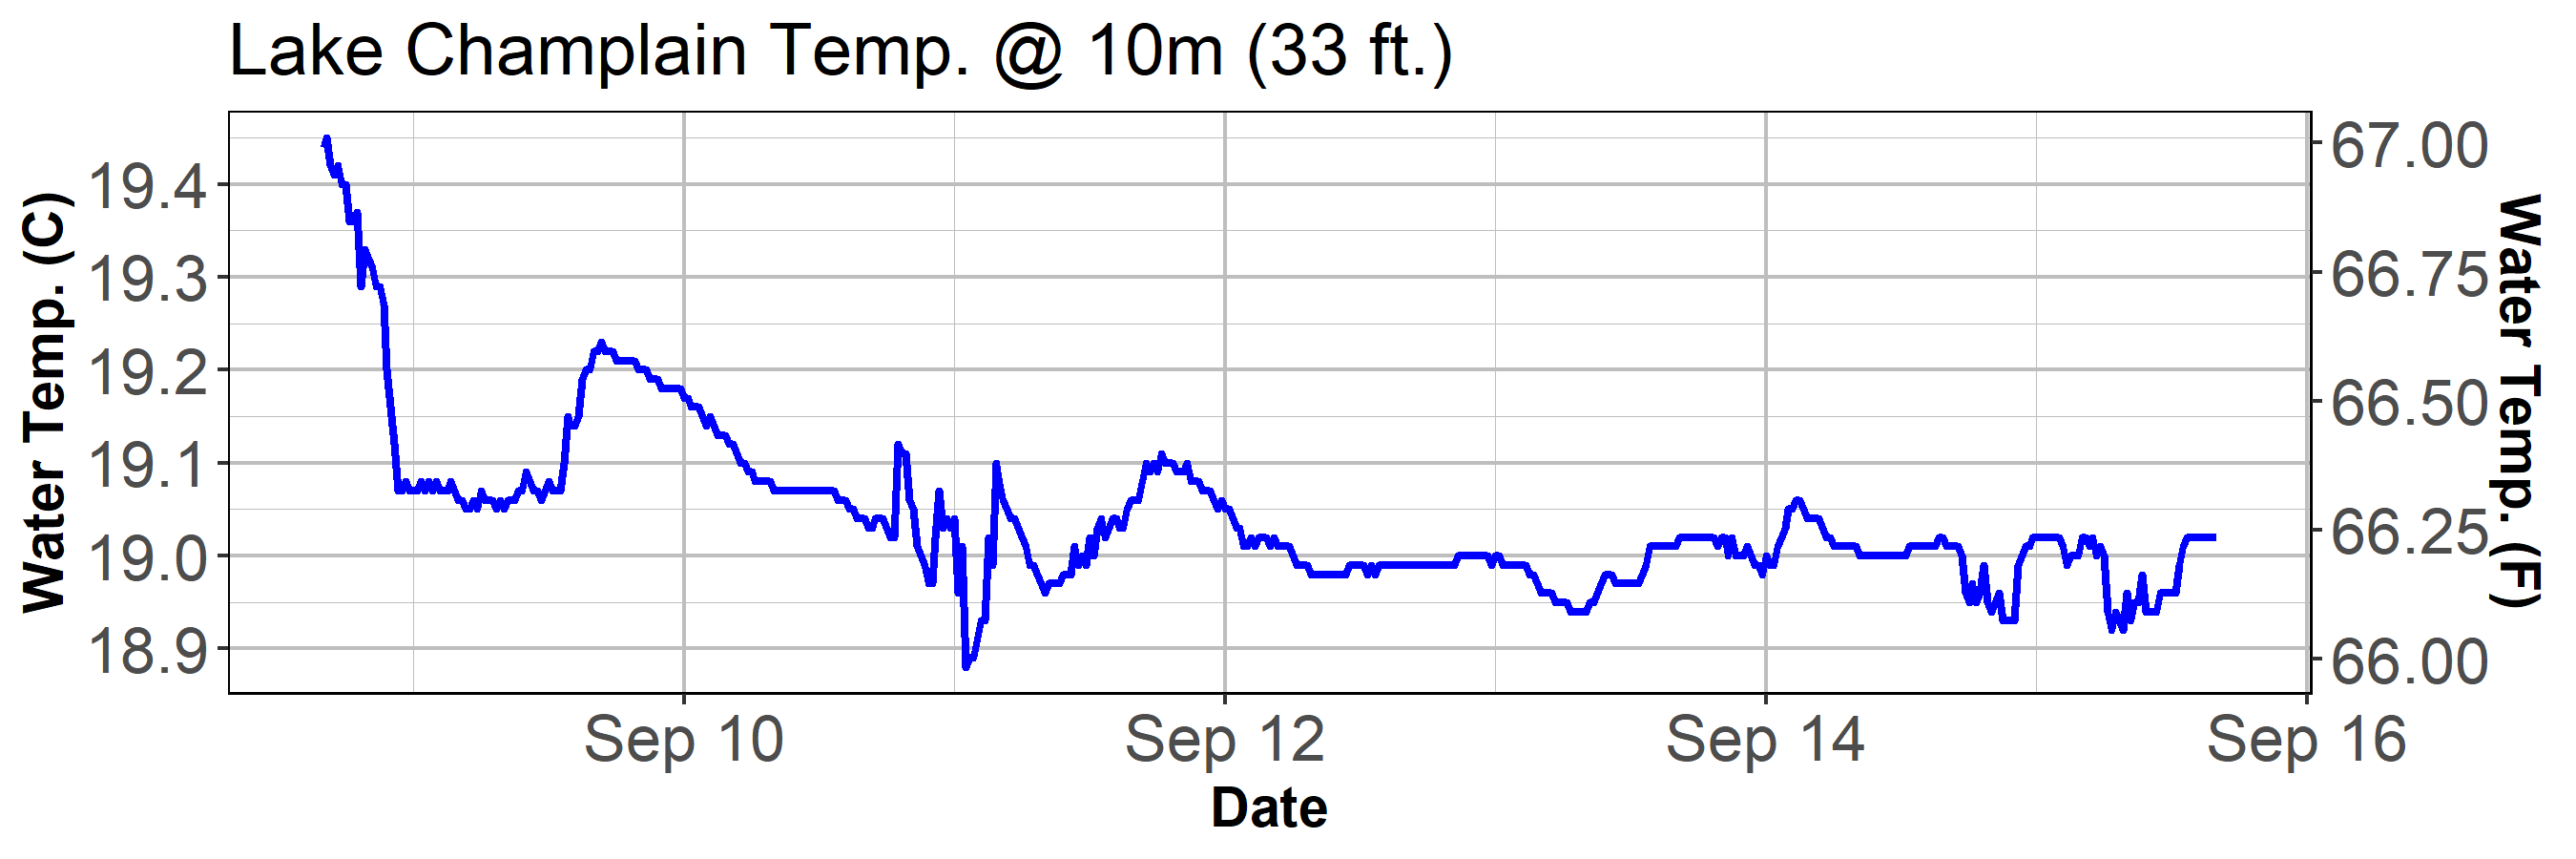 Lake Champlain Temp. @ 10m (33 ft.)
Water Temp. (C)
19.4
19.3
19.2
19.1
19.0
18.9
67.00
66.75
66.50
66.25
66.00
Water Temp. (F)
Sep 10
Sep 12
Sep 14
Sep 16
Date